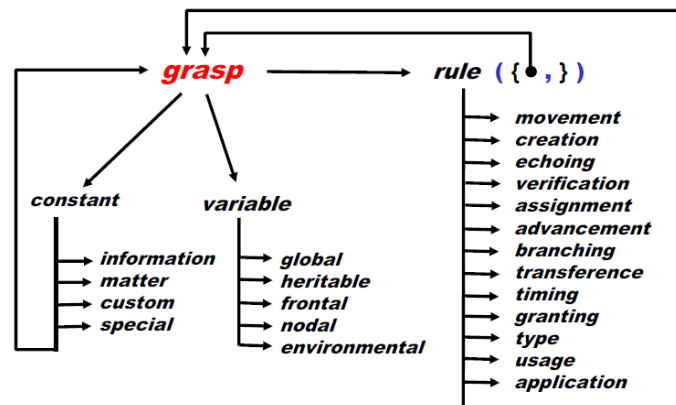 grasp
rule ({●,})
constant
information
matter
custom
special
variable
global
heritable
frontal
nodal
environmental
movement
creation
echoing
verification
assignment
advancement
branching
transference
timing
granting
type
usage
application